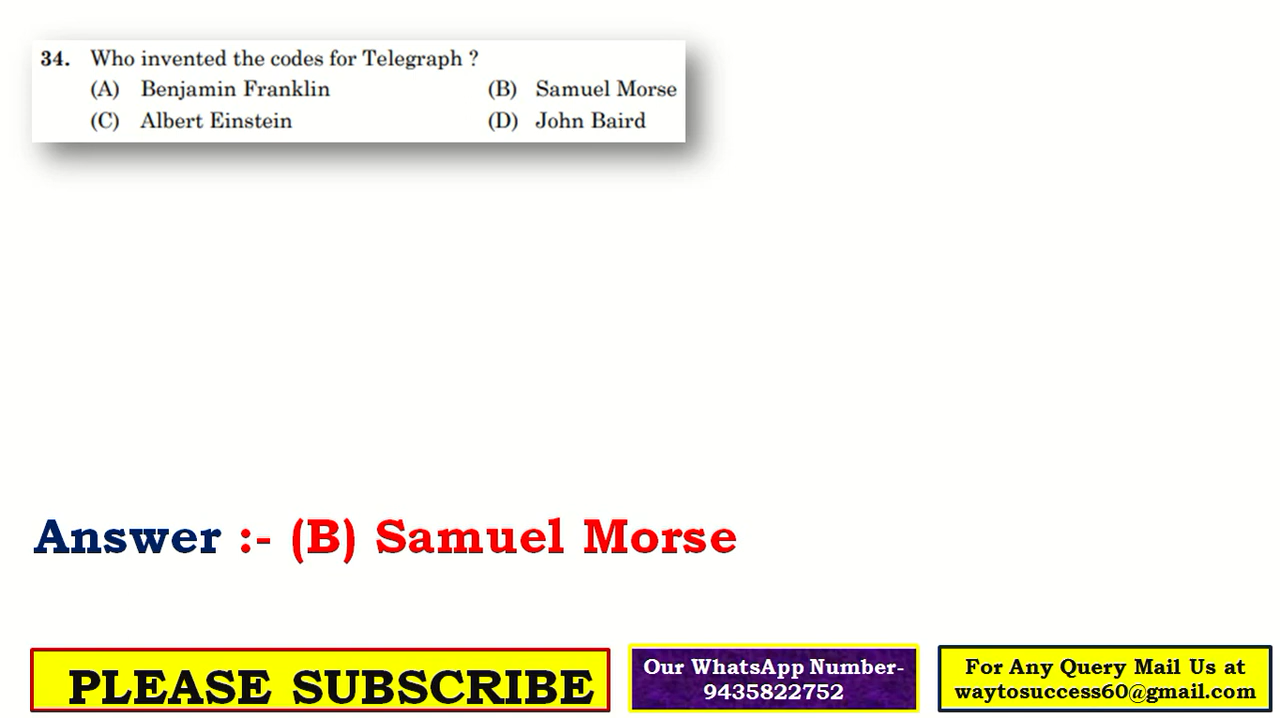 34. Who invented the codes for Telegraph ?
(A) Benjamin Franklin (B) Samuel Morse
(C) Albert Einstein (D) John Baird
Answer :- (B) Samuel Morse
PLEASE SUBSCRIBE
Our WhatsApp Number-
9435822752
For Any Query Mail Us at
waytosuccess60@gmail.com